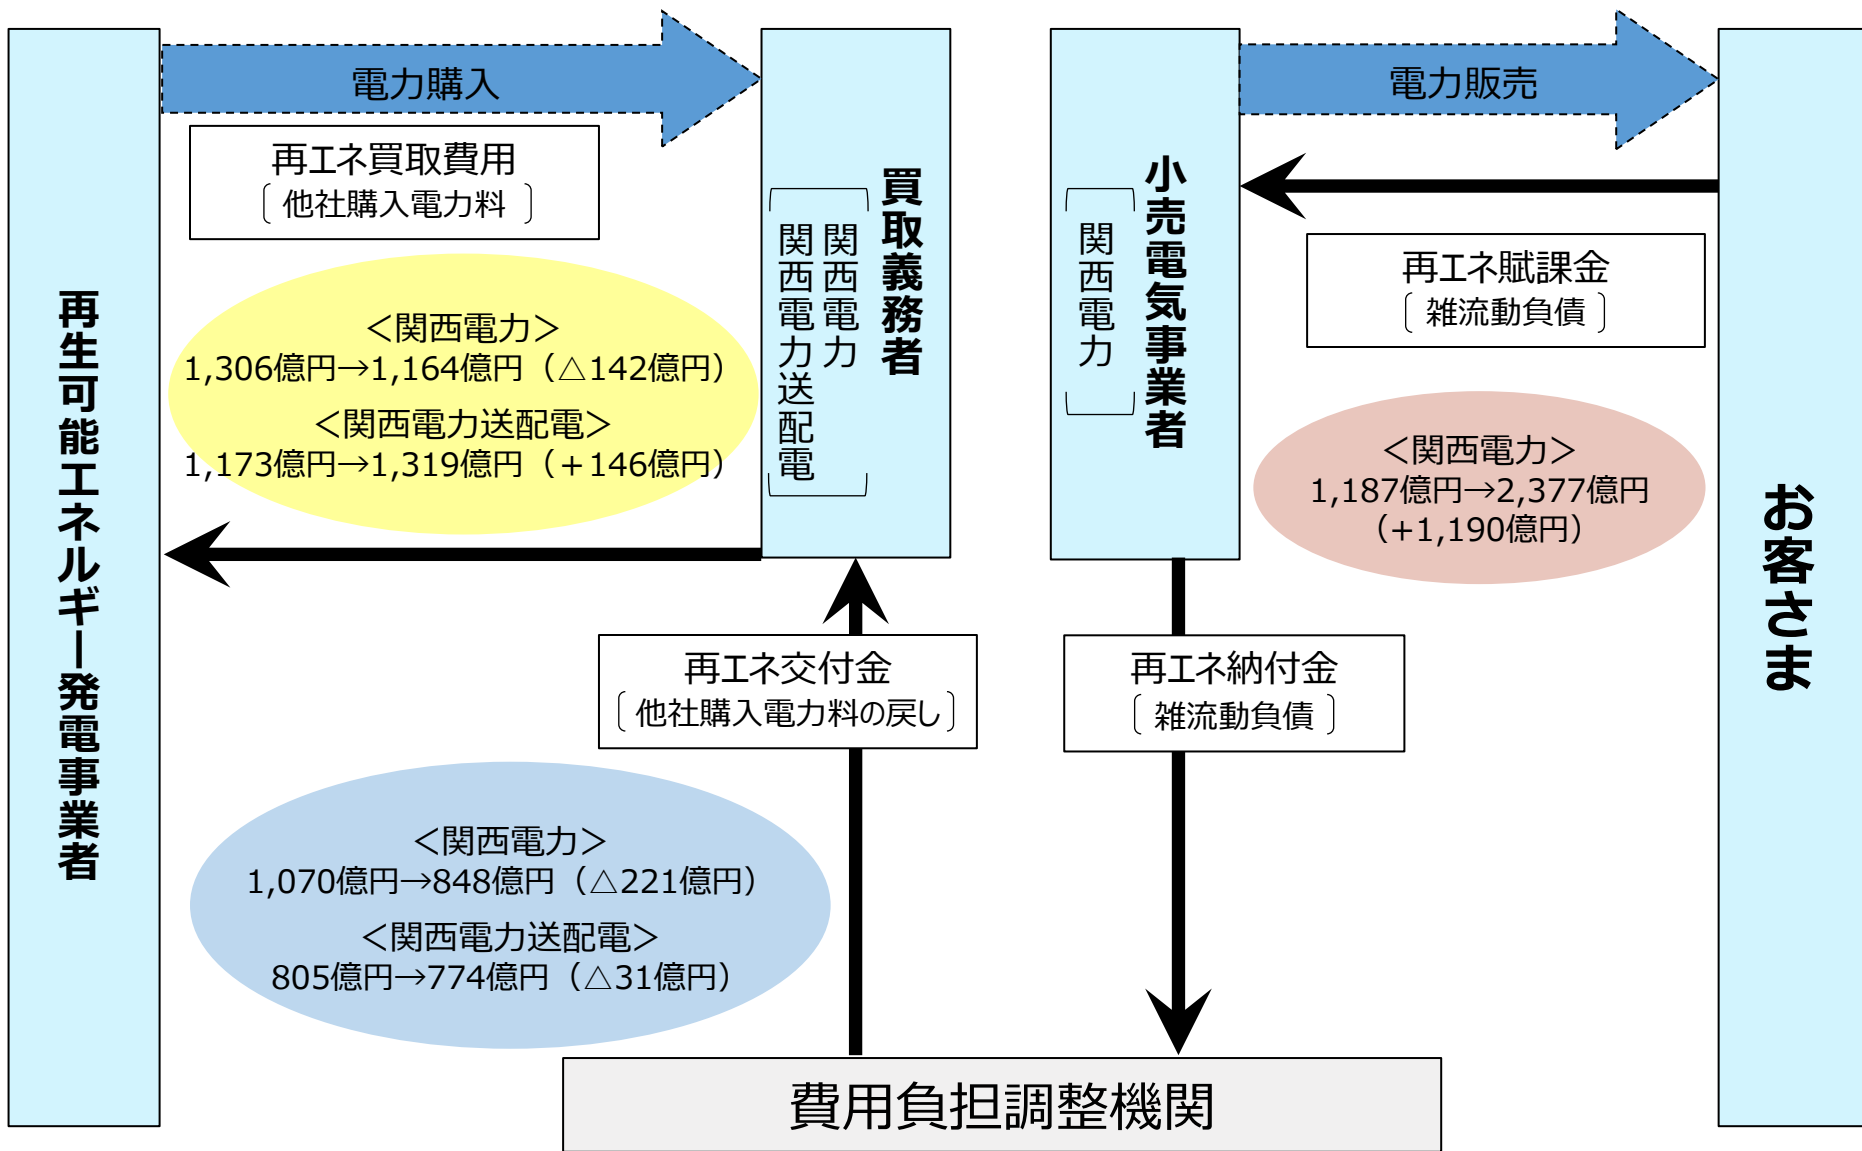 再生可能エネルギー発電事業者
電力購入
再エネ買取費用
〔 他社購入電力料 〕
＜関西電力＞
1,306億円→1,164億円（△142億円）
＜関西電力送配電＞
1,173億円→1,319億円（＋146億円）
買取義務者
関西電力
関西電力送配電
小売電気事業者
関西電力
電力販売
再エネ賦課金
〔 雑流動負債 〕
＜関西電力＞
1,187億円→2,377億円
（+1,190億円）
お客さま
再エネ交付金
〔 他社購入電力料の戻し 〕
再エネ納付金
〔 雑流動負債 〕
＜関西電力＞
1,070億円→848億円（△221億円）
＜関西電力送配電＞
805億円→774億円（△31億円）
費用負担調整機関